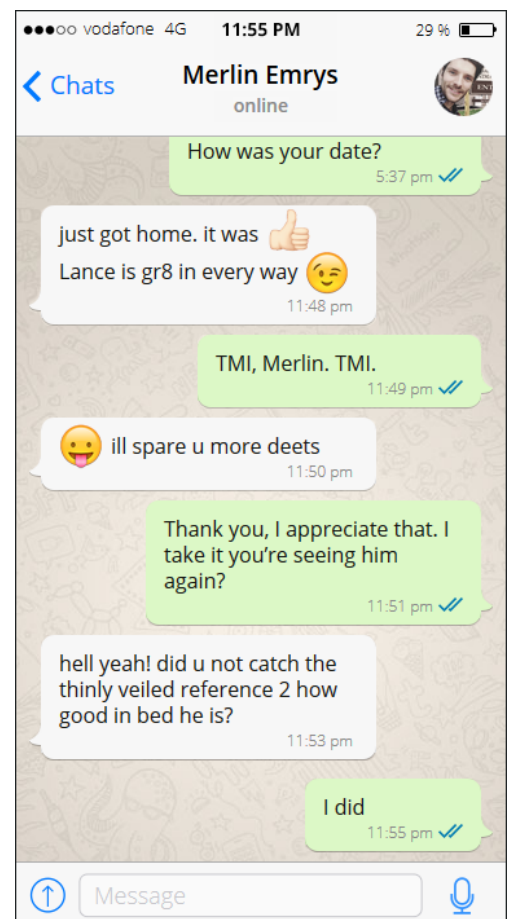 vodafone 4G 11:55 PM 29 %
Chats
Merlin Emrys
online
How was your date?
5:37 pm
just got home. it was 👍🏻
Lance is gr8 in every way 😉
11:48 pm
TMI, Merlin. TMI.
11:49 pm
😛 ill spare u more deets
11:50 pm
Thank you, I appreciate that. I
take it you’re seeing him
again?
11:51 pm
hell yeah! did u not catch the
thinly veiled reference 2 how
good in bed he is?
11:53 pm
I did
11:55 pm
Message